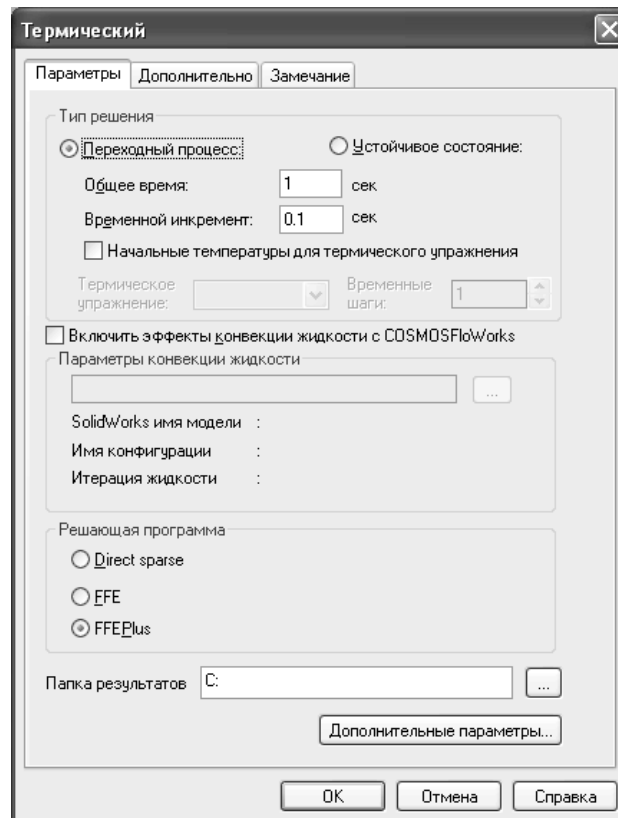 Термический
Параметры Дополнительно Замечание
Тип решения
Переходный процесс: Устойчивое состояние:
Общее время: 1 сек
Временной инкремент: 0.1 сек
Начальные температуры для термического упражнения
Термическое упражнение: Временные шаги: 1
Включить эффекты конвекции жидкости с COSMOSFloWorks
Параметры конвекции жидкости
...
SolidWorks имя модели :
Имя конфигурации :
Итерация жидкости :
Решающая программа
Direct sparse
FFE
FFEPlus
Папка результатов C: ...
Дополнительные параметры...
OK Отмена Справка